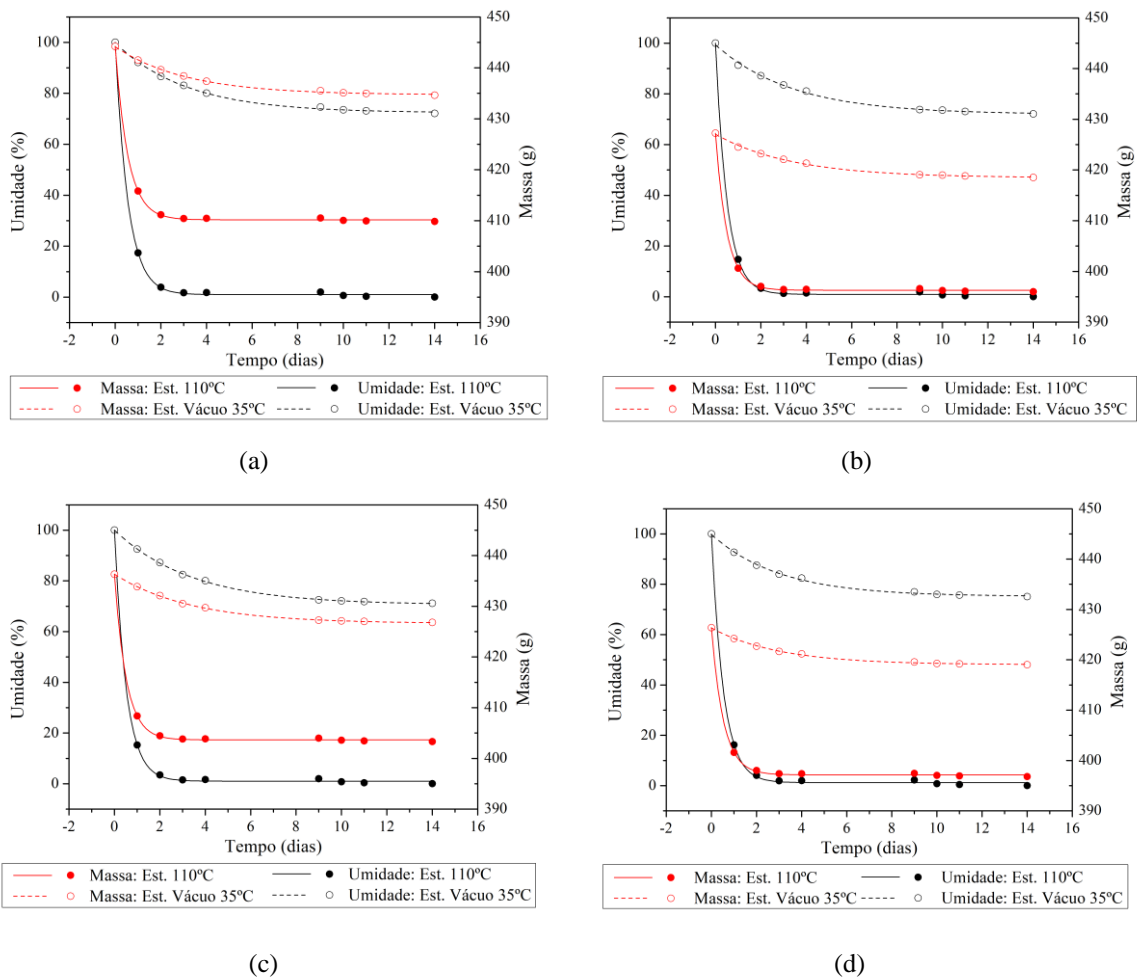 100
80
60
40
20
0
Umidade (%)
450
440
430
420
410
400
390
Massa (g)
-2 0 2 4 6 8 10 12 14 16
Tempo (dias)
Massa: Est. 110ºC Umidade: Est. 110ºC
Massa: Est. Vácuo 35ºC Umidade: Est. Vácuo 35ºC
(a)
100
80
60
40
20
0
Umidade (%)
450
440
430
420
410
400
390
Massa (g)
-2 0 2 4 6 8 10 12 14 16
Tempo (dias)
Massa: Est. 110ºC Umidade: Est. 110ºC
Massa: Est. Vácuo 35ºC Umidade: Est. Vácuo 35ºC
(b)
100
80
60
40
20
0
Umidade (%)
450
440
430
420
410
400
390
Massa (g)
-2 0 2 4 6 8 10 12 14 16
Tempo (dias)
Massa: Est. 110ºC Umidade: Est. 110ºC
Massa: Est. Vácuo 35ºC Umidade: Est. Vácuo 35ºC
(c)
100
80
60
40
20
0
Umidade (%)
450
440
430
420
410
400
390
Massa (g)
-2 0 2 4 6 8 10 12 14 16
Tempo (dias)
Massa: Est. 110ºC Umidade: Est. 110ºC
Massa: Est. Vácuo 35ºC Umidade: Est. Vácuo 35ºC
(d)